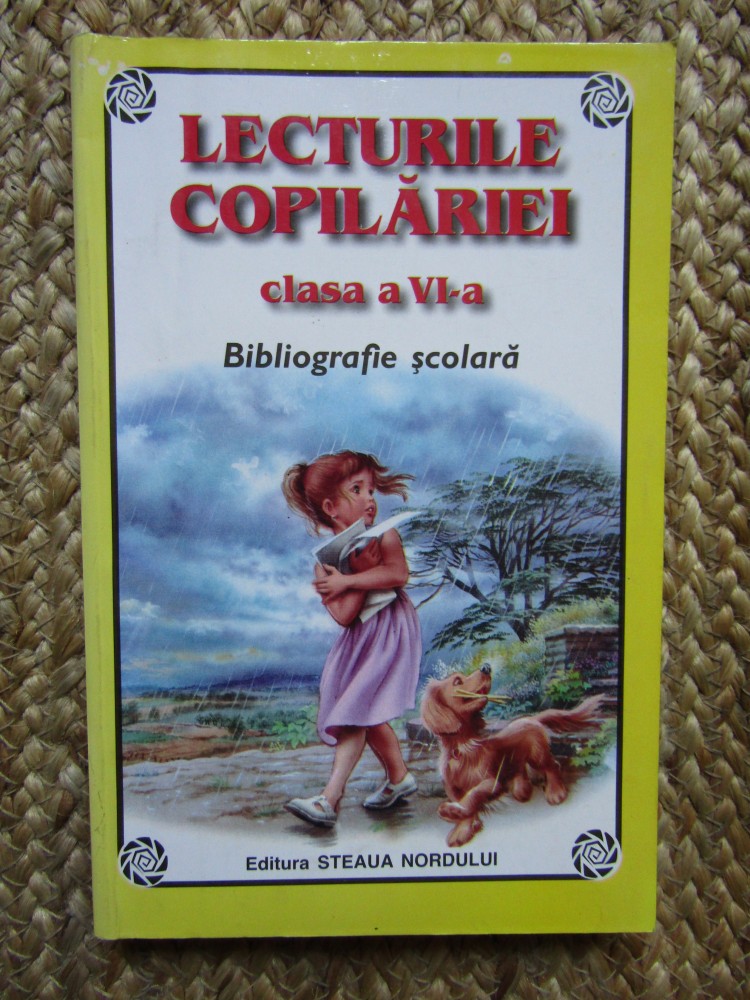 LECTURILE
COPILĂRIEI
clasa a VI-a
Bibliografie şcolară
Editura STEAUA NORDULUI